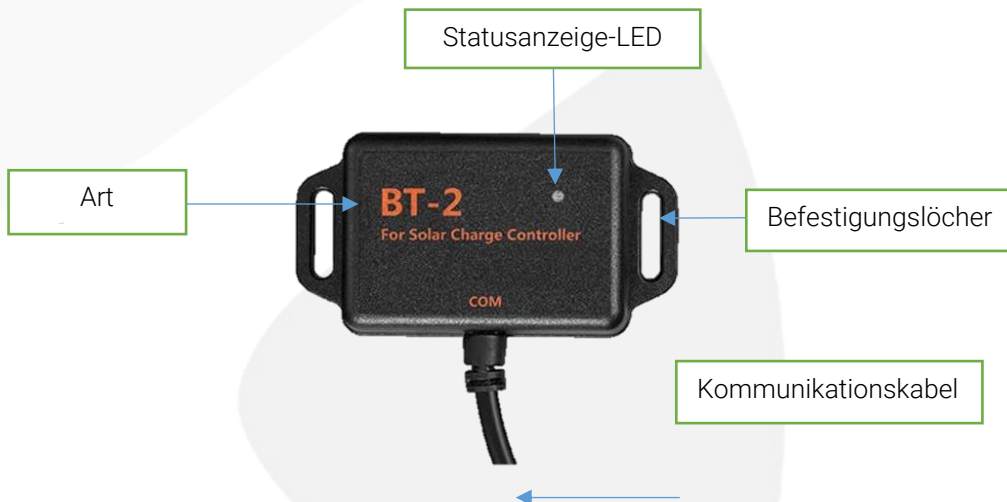 Statusanzeige-LED
Art
BT-2
For Solar Charge Controller
Befestigungslöcher
COM
Kommunikationskabel